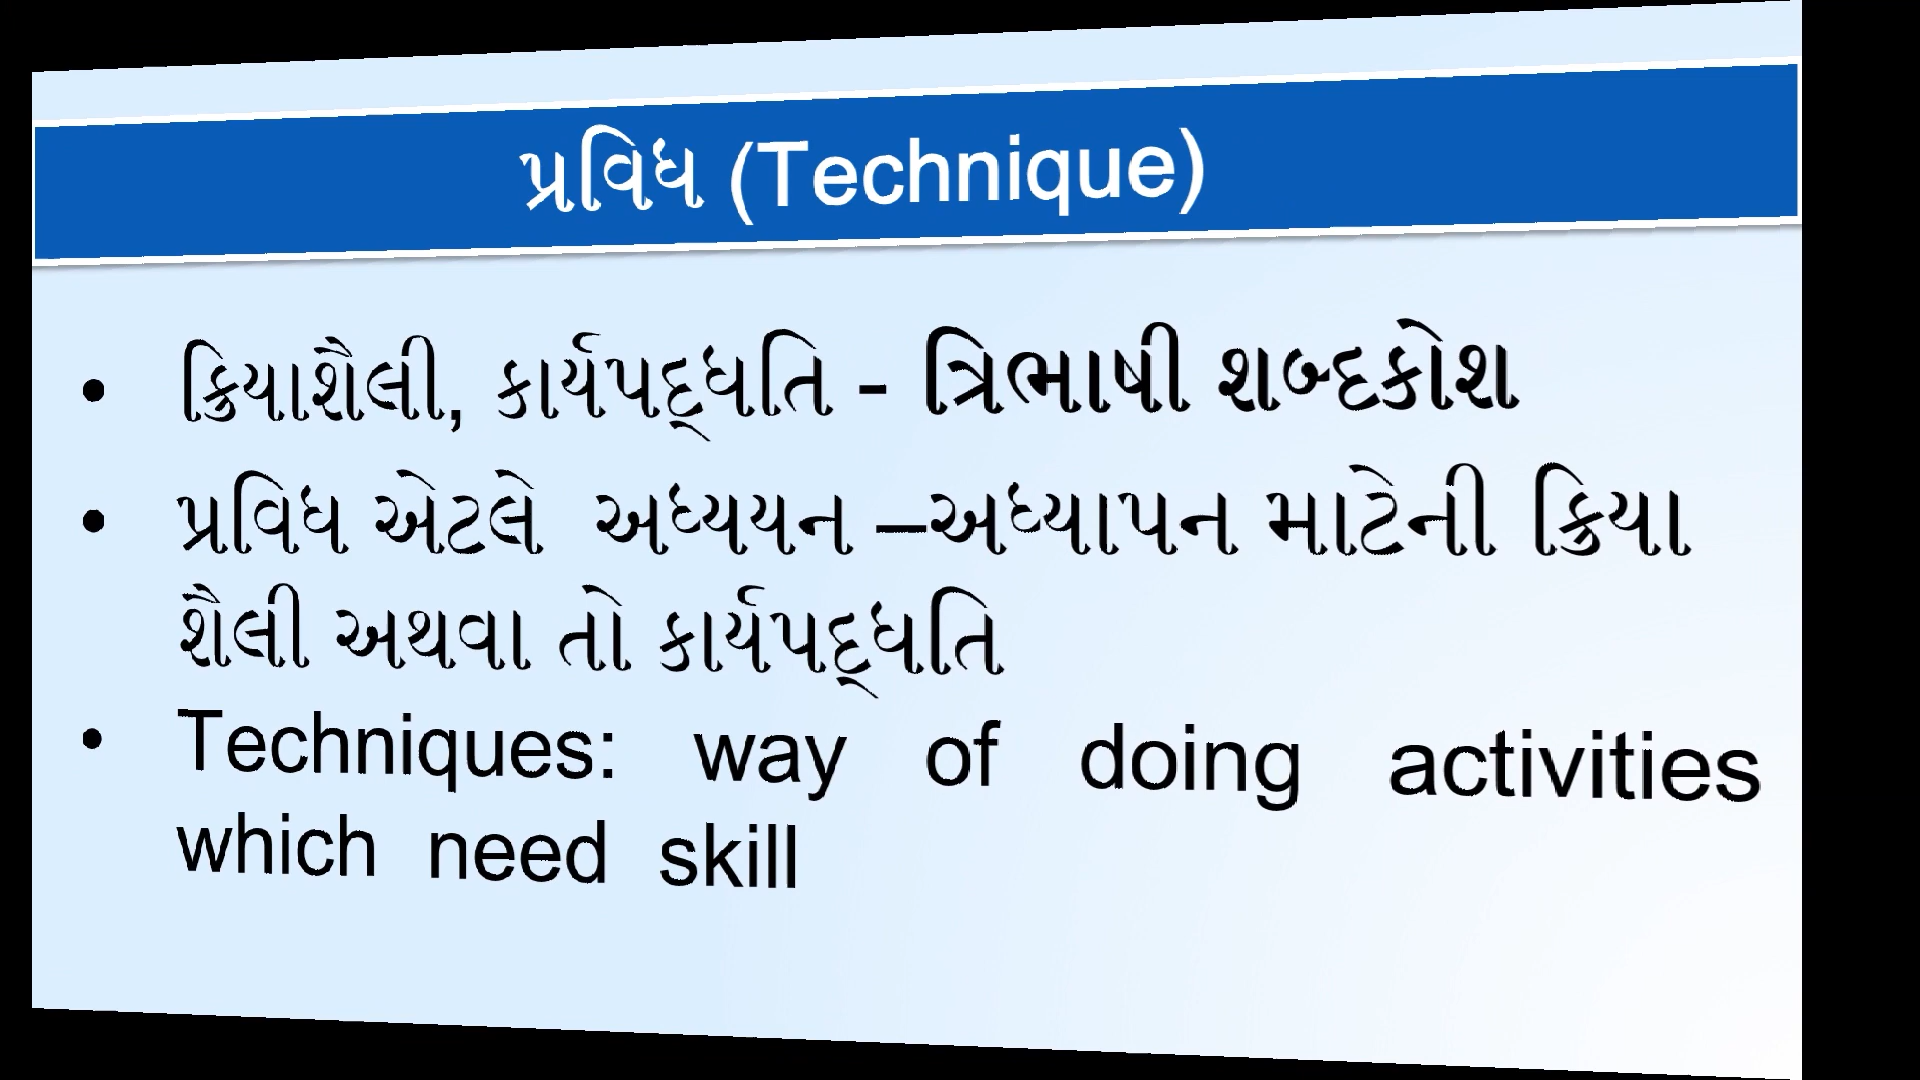 પ્રવિધ (Technique)
• ક્રિયાશૈલી, કાર્યપદ્ધતિ - ત્રિભાષી શબ્દકોશ
• પ્રવિધ એટલે અધ્યયન –અધ્યાપન માટેની ક્રિયા
શૈલી અથવા તો કાર્યપદ્ધતિ
• Techniques: way of doing activities
which need skill